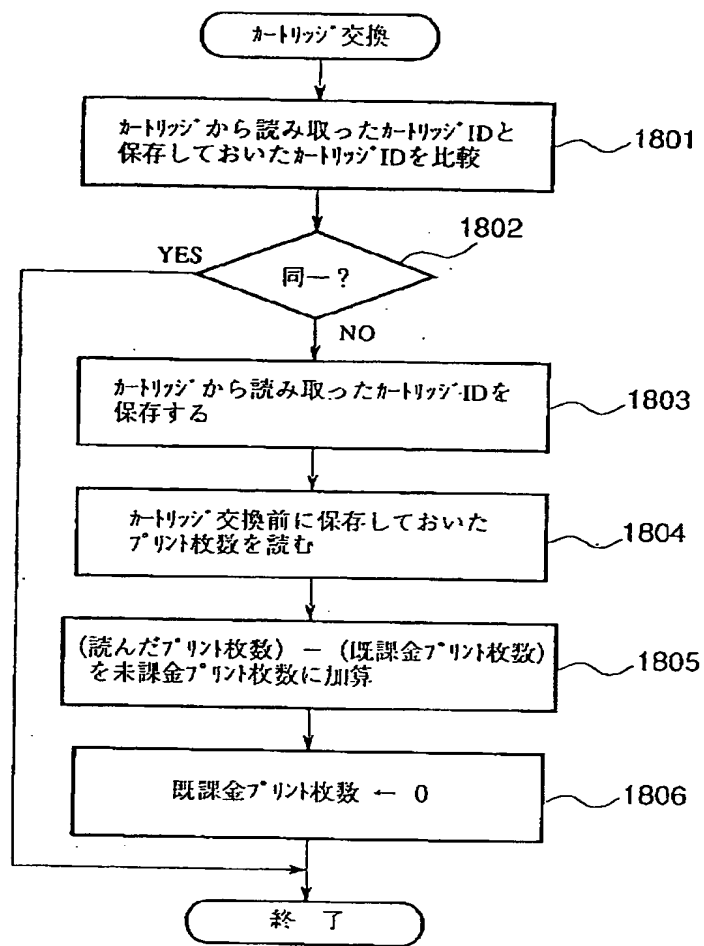 カートリッジ交換
カートリッジから読み取ったカートリッジIDと
保存しておいたカートリッジIDを比較
1801
1802
YES
同一？
NO
カートリッジから読み取ったカートリッジIDを
保存する
1803
カートリッジ交換前に保存しておいた
プリント枚数を読む
1804
(読んだプリント枚数) － (既課金プリント枚数)
を未課金プリント枚数に加算
1805
既課金プリント枚数 ← 0
1806
終 了